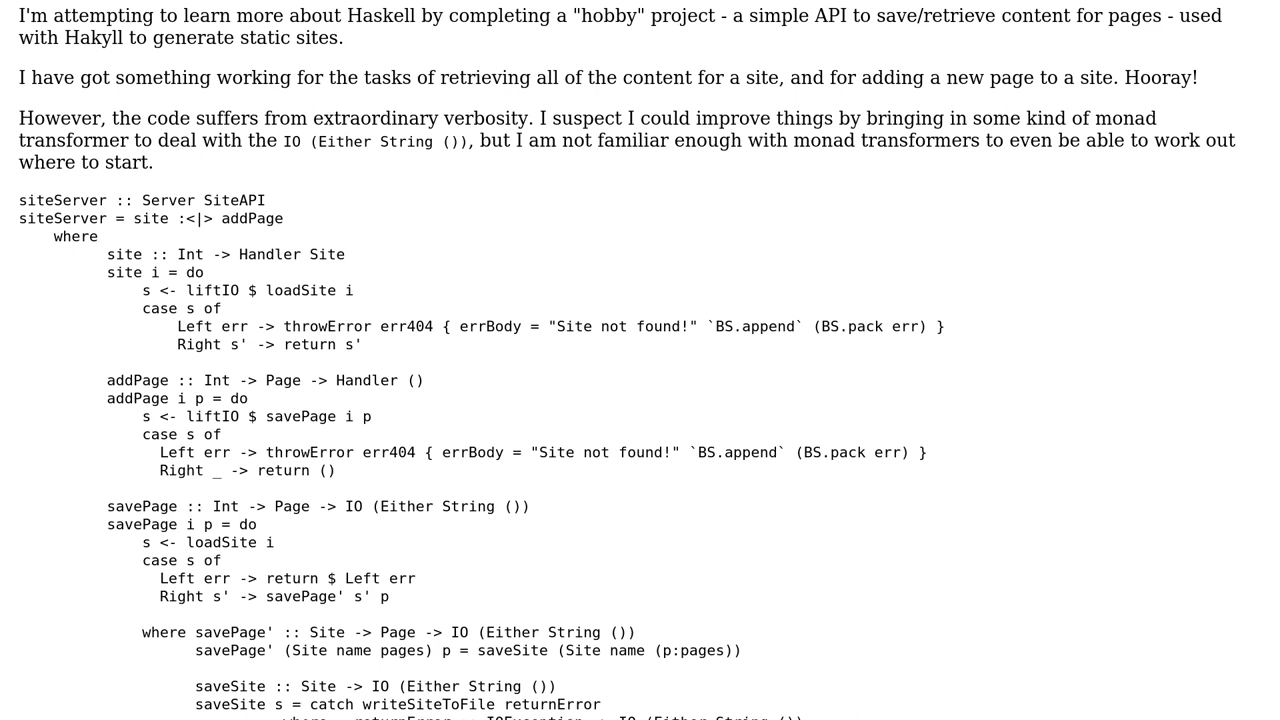 I'm attempting to learn more about Haskell by completing a "hobby" project - a simple API to save/retrieve content for pages - used
with Hakyll to generate static sites.
I have got something working for the tasks of retrieving all of the content for a site, and for adding a new page to a site. Hooray!
However, the code suffers from extraordinary verbosity. I suspect I could improve things by bringing in some kind of monad
transformer to deal with the IO (Either String ()), but I am not familiar enough with monad transformers to even be able to work out
where to start.
siteServer :: Server SiteAPI
siteServer = site :<|> addPage
    where
          site :: Int -> Handler Site
          site i = do
              s <- liftIO $ loadSite i
              case s of
                  Left err -> throwError err404 { errBody = "Site not found!" `BS.append` (BS.pack err) }
                  Right s' -> return s'
          addPage :: Int -> Page -> Handler ()
          addPage i p = do
              s <- liftIO $ savePage i p
              case s of
                Left err -> throwError err404 { errBody = "Site not found!" `BS.append` (BS.pack err) }
                Right _ -> return ()
          savePage :: Int -> Page -> IO (Either String ())
          savePage i p = do
              s <- loadSite i
              case s of
                Left err -> return $ Left err
                Right s' -> savePage' s' p
              where savePage' :: Site -> Page -> IO (Either String ())
                    savePage' (Site name pages) p = saveSite (Site name (p:pages))
                    saveSite :: Site -> IO (Either String ())
                    saveSite s = catch writeSiteToFile returnError
                              where returnError :: IOException -> IO (Either String ())